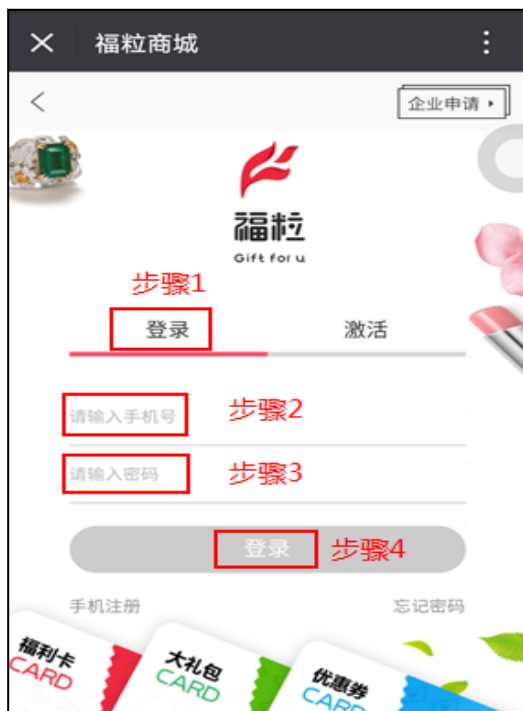 福粒商城
企业申请
福粒
Gift for u
步骤1
登录 激活
请输入手机号 步骤2
请输入密码 步骤3
登录 步骤4
手机注册 忘记密码
福利卡 大礼包 优惠券
CARD CARD CARD